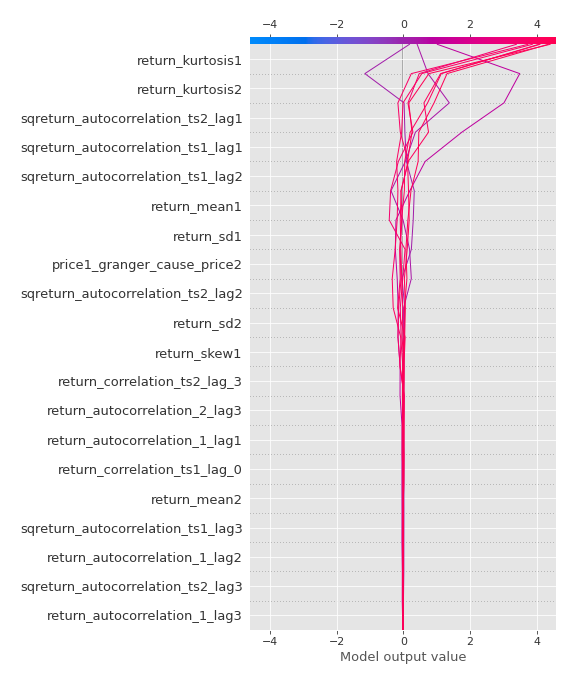 −4 −2 0 2 4
return_kurtosis1
return_kurtosis2
sqreturn_autocorrelation_ts2_lag1
sqreturn_autocorrelation_ts1_lag1
sqreturn_autocorrelation_ts1_lag2
return_mean1
return_sd1
price1_granger_cause_price2
sqreturn_autocorrelation_ts2_lag2
return_sd2
return_skew1
return_correlation_ts2_lag_3
return_autocorrelation_2_lag3
return_autocorrelation_1_lag1
return_correlation_ts1_lag_0
return_mean2
sqreturn_autocorrelation_ts1_lag3
return_autocorrelation_1_lag2
sqreturn_autocorrelation_ts2_lag3
return_autocorrelation_1_lag3
−4 −2 0 2 4
Model output value